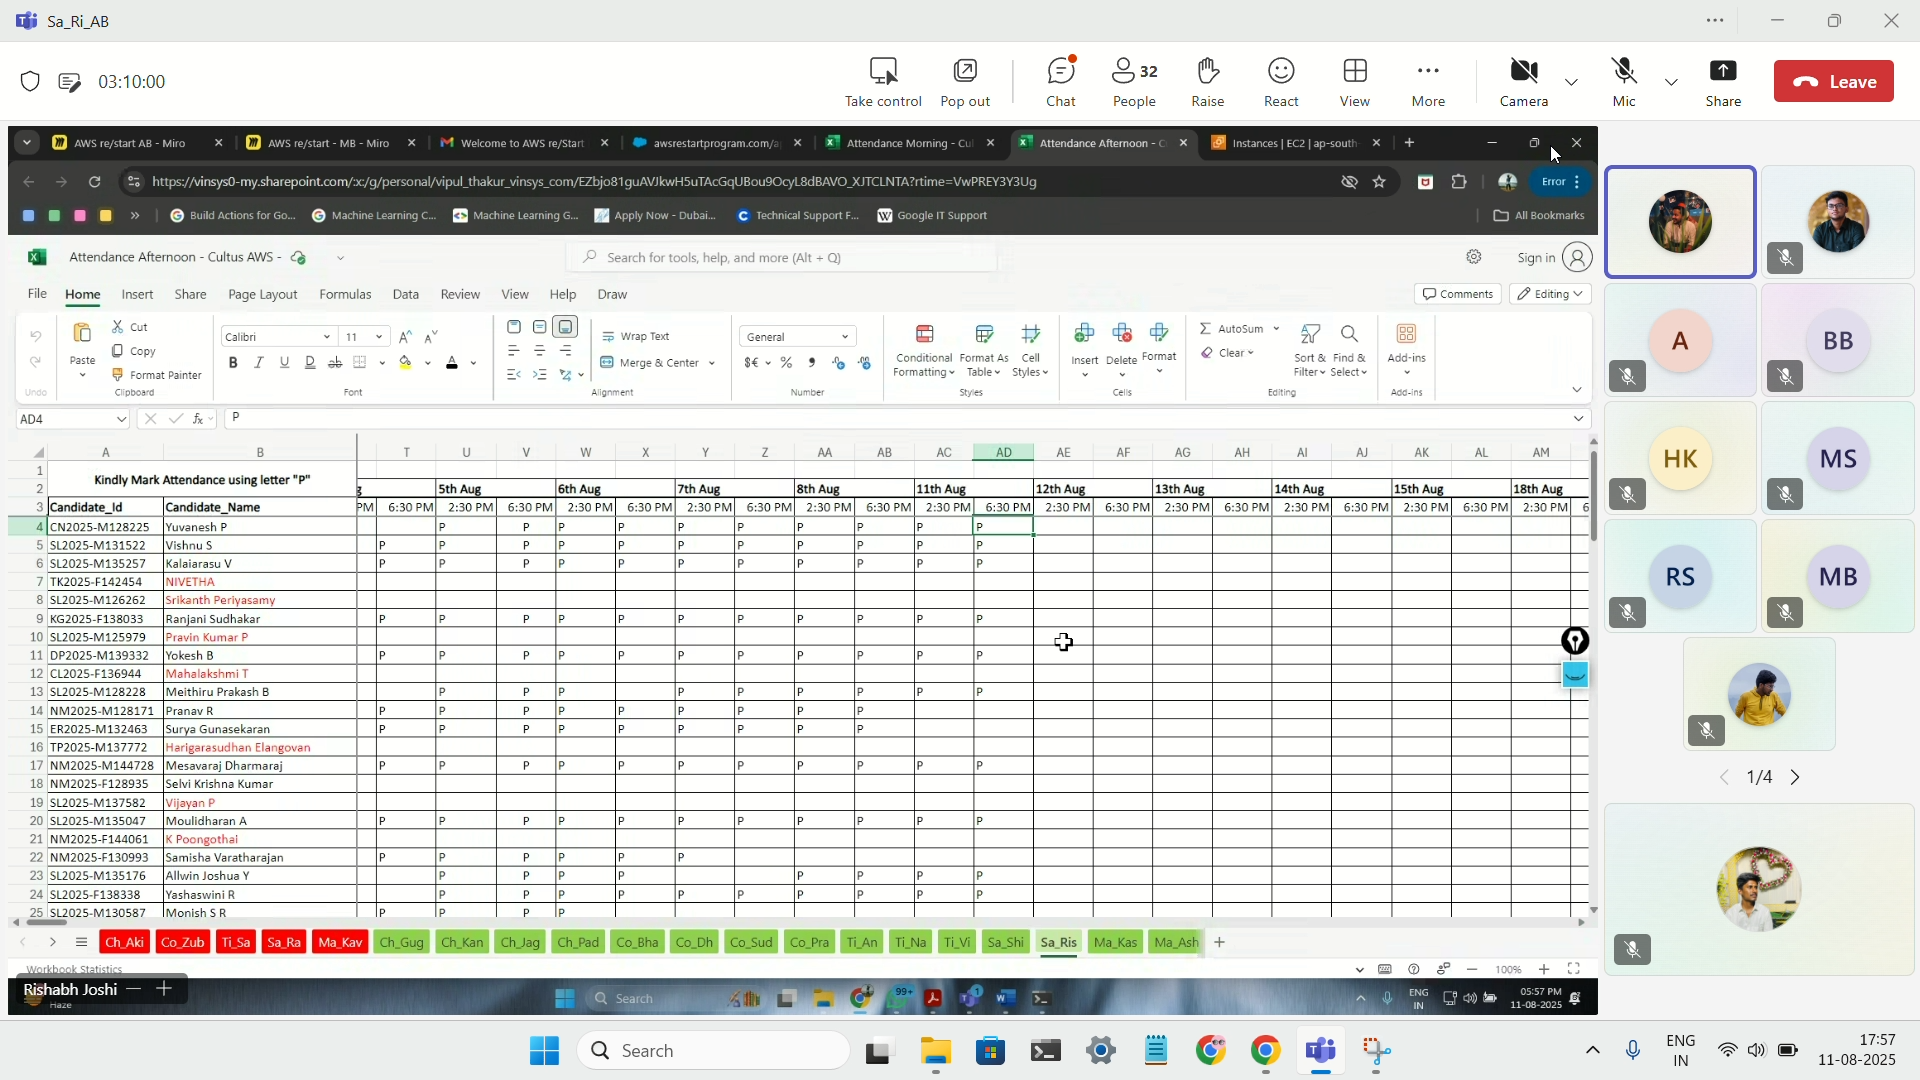 Sa_Ri_AB
03:10:00
Take control Pop out Chat People 32 Raise React View More Camera Mic Share Leave
AWS re/start AB - Miro AWS re/start - MB - Miro Welcome to AWS re/Start awsrestartprogram.com/a Attendance Morning - Cul Attendance Afternoon - C Instances | EC2 | ap-south-
https://vinsys0-my.sharepoint.com/:x:/g/personal/vipul_thakur_vinsys_com/EZbjo81guAVJkwH5uTAcGqUBou9OcyL8dBAVO_XJTCLNTA?rtime=VwPREY3Y3Ug Error
Build Actions for Go... Machine Learning C... Machine Learning G... Apply Now - Dubai... Technical Support F... Google IT Support All Bookmarks
Attendance Afternoon - Cultus AWS - Search for tools, help, and more (Alt + Q) Sign in
File Home Insert Share Page Layout Formulas Data Review View Help Draw Comments Editing
Paste Cut Copy Format Painter Calibri 11 Wrap Text Merge & Center General Conditional Formatting Format As Table Cell Styles Insert Delete Format AutoSum Clear Sort & Filter Find & Select Add-ins
Undo Clipboard Font Alignment Number Styles Cells Editing Add-ins
AD4 fx P
A B T U V W X Y Z AA AB AC AD AE AF AG AH AI AJ AK AL AM
1 Kindly Mark Attendance using letter "P"
2 5th Aug 6th Aug 7th Aug 8th Aug 11th Aug 12th Aug 13th Aug 14th Aug 15th Aug 18th Aug
3 Candidate_Id Candidate_Name PM 6:30 PM 2:30 PM 6:30 PM 2:30 PM 6:30 PM 2:30 PM 6:30 PM 2:30 PM 6:30 PM 2:30 PM 6:30 PM 2:30 PM 6:30 PM 2:30 PM 6:30 PM 2:30 PM 6:30 PM 2:30 PM 6:30 PM 2:30 PM 6
4 CN2025-M128225 Yuvanesh P P P P P P P P P P P
5 SL2025-M131522 Vishnu S P P P P P P P P P P P
6 SL2025-M135257 Kalaiarasu V P P P P P P P P P P P
7 TK2025-F142454 NIVETHA
8 SL2025-M126262 Srikanth Periyasamy
9 KG2025-F138033 Ranjani Sudhakar P P P P P P P P P P P
10 SL2025-M125979 Pravin Kumar P
11 DP2025-M139332 Yokesh B P P P P P P P P P P P
12 CL2025-F136944 Mahalakshmi T
13 SL2025-M128228 Meithiru Prakash B P P P P P P P P P
14 NM2025-M128171 Pranav R P P P P P P P P P
15 ER2025-M132463 Surya Gunasekaran P P P P P P P P P
16 TP2025-M137772 Harigarasudhan Elangovan
17 NM2025-M144728 Mesavaraj Dharmaraj P P P P P P P P P P P
18 NM2025-F128935 Selvi Krishna Kumar
19 SL2025-M137582 Vijayan P
20 SL2025-M135047 Moulidharan A P P P P P P P P P P P
21 NM2025-F144061 K Poongothai
22 NM2025-F130993 Samisha Varatharajan P P P P P P
23 SL2025-M135176 Allwin Joshua Y P P P P P P P P
24 SL2025-F138338 Yashaswini R P P P P P P P P P P
25 SL2025-M130587 Monish S R P P P P
Ch_Aki Co_Zub Ti_Sa Sa_Ra Ma_Kav Ch_Gug Ch_Kan Ch_Jag Ch_Pad Co_Bha Co_Dh Co_Sud Co_Pra Ti_An Ti_Na Ti_Vi Sa_Shi Sa_Ris Ma_Kas Ma_Ash
Workbook Statistics 100%
Rishabh Joshi
Haze Search 99+ 1 ENG IN 05:57 PM 11-08-2025
A BB
HK MS
RS MB
1/4
Search ENG IN 17:57
11-08-2025